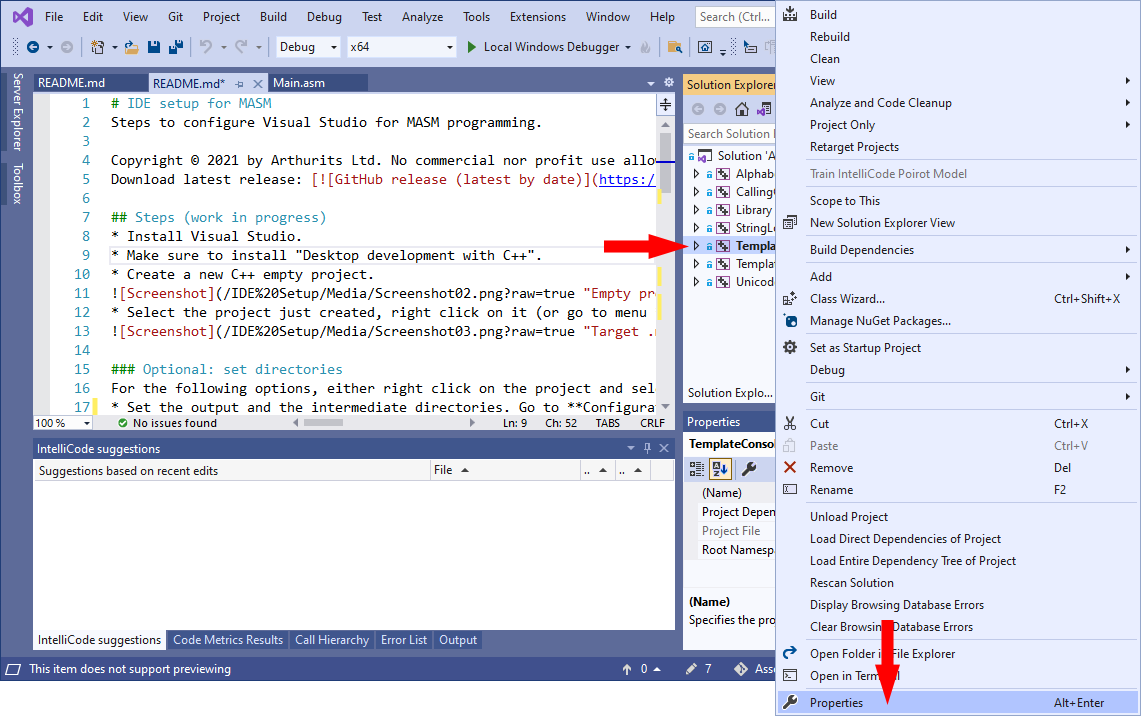 File Edit View Git Project Build Debug Test Analyze Tools Extensions Window Help Search (Ctrl...
Debug x64 Local Windows Debugger
Server Explorer
Toolbox
README.md README.md* Main.asm
1 # IDE setup for MASM
2 Steps to configure Visual Studio for MASM programming.
3
4 Copyright © 2021 by Arthurits Ltd. No commercial nor profit use allo
5 Download latest release: [![GitHub release (latest by date)](https:/
6
7 ## Steps (work in progress)
8 * Install Visual Studio.
9 * Make sure to install "Desktop development with C++".
10 * Create a new C++ empty project.
11 ![Screenshot](/IDE%20Setup/Media/Screenshot02.png?raw=true "Empty pr
12 * Select the project just created, right click on it (or go to menu
13 ![Screenshot](/IDE%20Setup/Media/Screenshot03.png?raw=true "Target .
14
15 ### Optional: set directories
16 For the following options, either right click on the project and sel
17 * Set the output and the intermediate directories. Go to **Configura
100 % No issues found Ln: 9 Ch: 52 TABS CRLF
IntelliCode suggestions
Suggestions based on recent edits File .. ..
IntelliCode suggestions Code Metrics Results Call Hierarchy Error List Output
This item does not support previewing 0 7 Asse
Solution Explorer
Search Solution
Solution 'A
Alphab
Calling
Library
StringL
Templa
Templat
Unicod
Solution Explo...
Properties
TemplateConso
(Name)
Project Depen
Project File
Root Namesp
(Name)
Specifies the pro
Build
Rebuild
Clean
View
Analyze and Code Cleanup
Project Only
Retarget Projects
Train IntelliCode Poirot Model
Scope to This
New Solution Explorer View
Build Dependencies
Add
Class Wizard... Ctrl+Shift+X
Manage NuGet Packages...
Set as Startup Project
Debug
Git
Cut Ctrl+X
Paste Ctrl+V
Remove Del
Rename F2
Unload Project
Load Direct Dependencies of Project
Load Entire Dependency Tree of Project
Rescan Solution
Display Browsing Database Errors
Clear Browsing Database Errors
Open Folder in File Explorer
Open in Terminal
Properties Alt+Enter